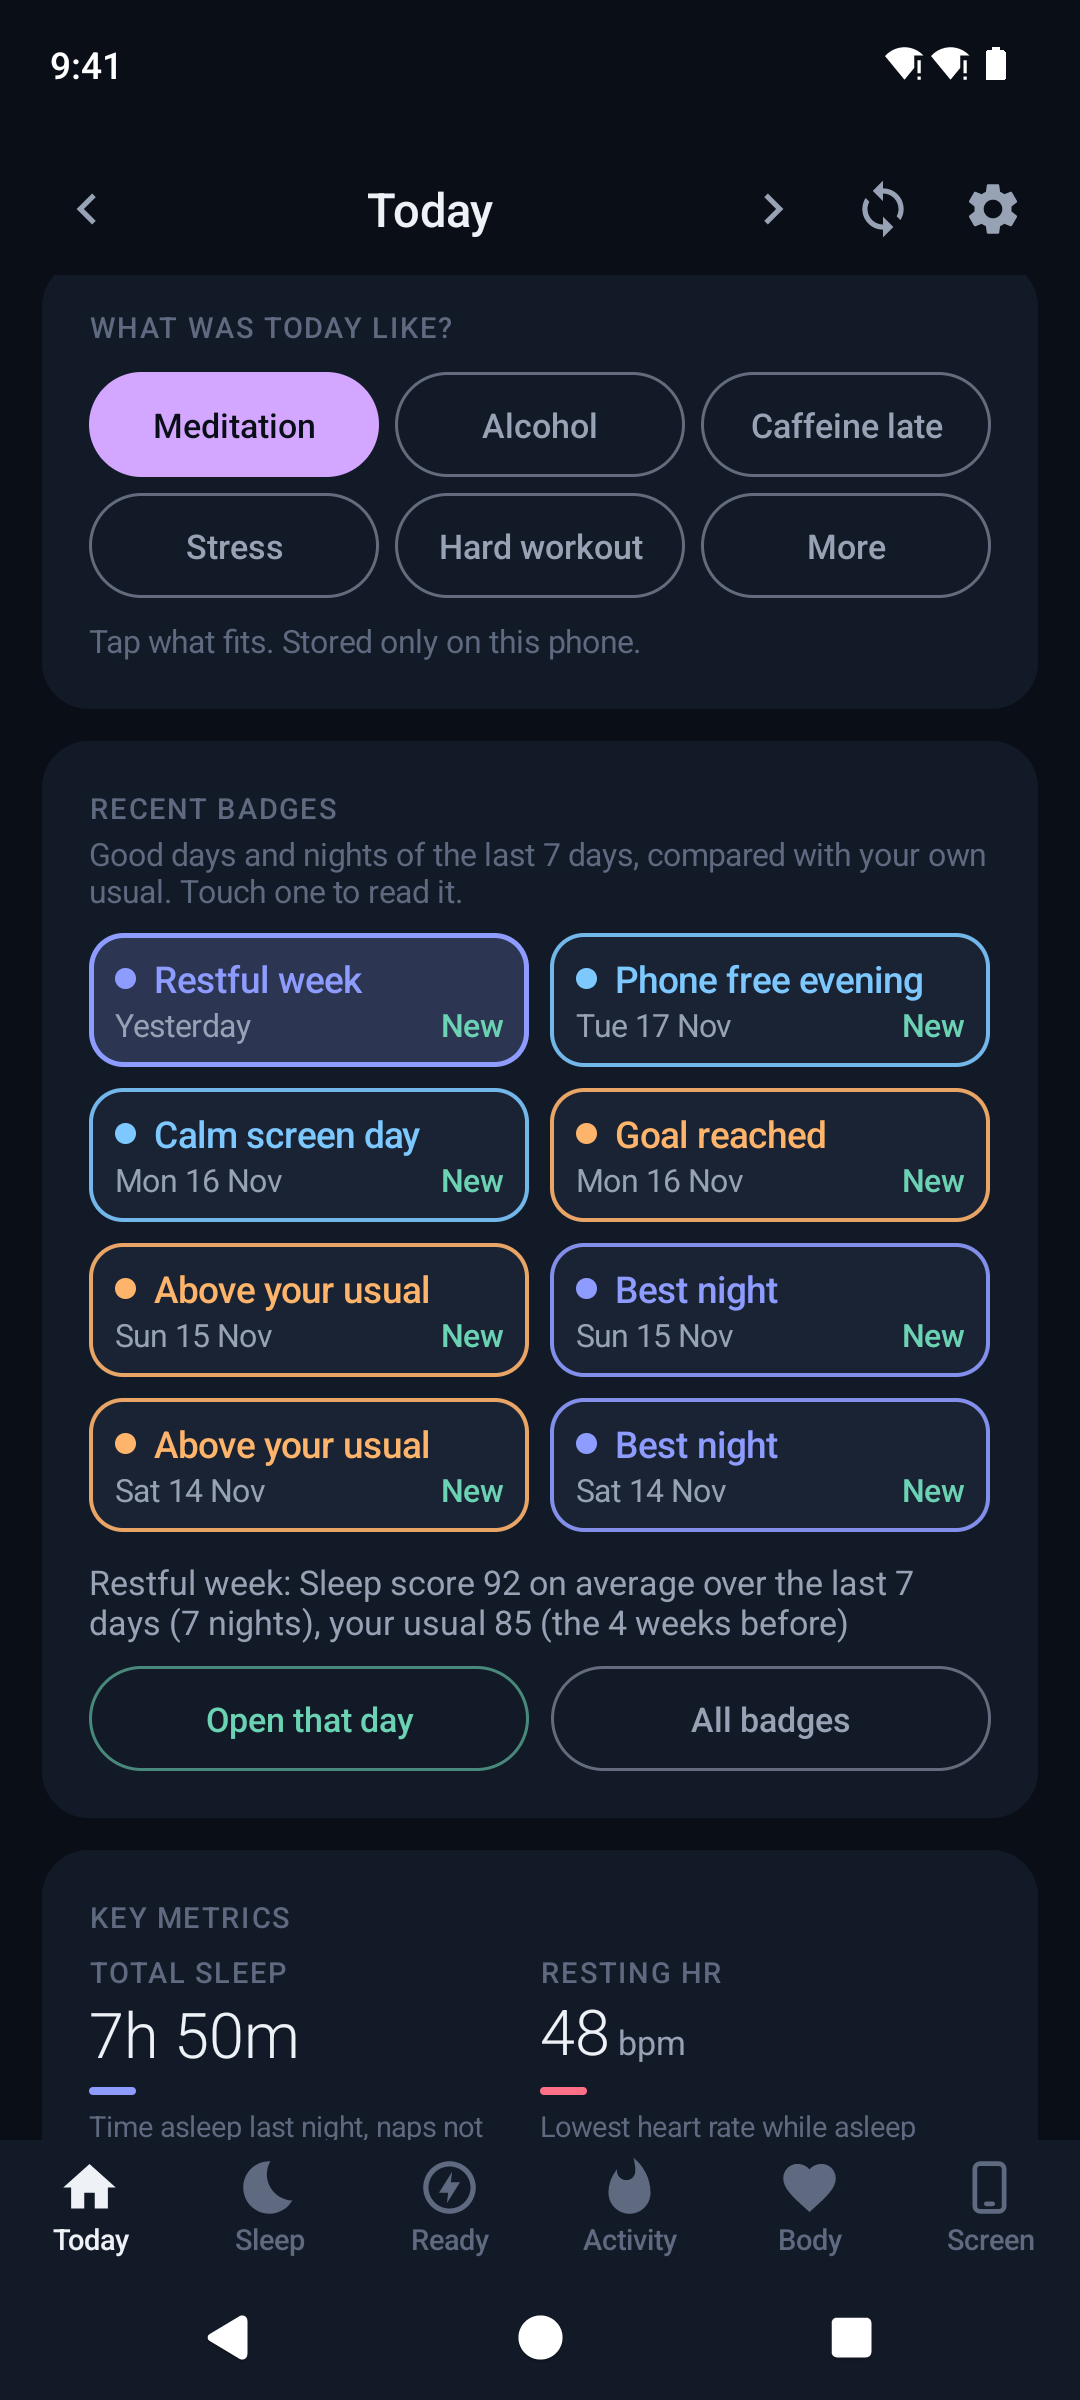 9:41
Today
WHAT WAS TODAY LIKE?
Meditation
Alcohol
Caffeine late
Stress
Hard workout
More
Tap what fits. Stored only on this phone.
RECENT BADGES
Good days and nights of the last 7 days, compared with your own
usual. Touch one to read it.
Restful week
Yesterday
New
Phone free evening
Tue 17 Nov
New
Calm screen day
Mon 16 Nov
New
Goal reached
Mon 16 Nov
New
Above your usual
Sun 15 Nov
New
Best night
Sun 15 Nov
New
Above your usual
Sat 14 Nov
New
Best night
Sat 14 Nov
New
Restful week: Sleep score 92 on average over the last 7
days (7 nights), your usual 85 (the 4 weeks before)
Open that day
All badges
KEY METRICS
TOTAL SLEEP
7h 50m
Time asleep last night, naps not
RESTING HR
48 bpm
Lowest heart rate while asleep
Today
Sleep
Ready
Activity
Body
Screen